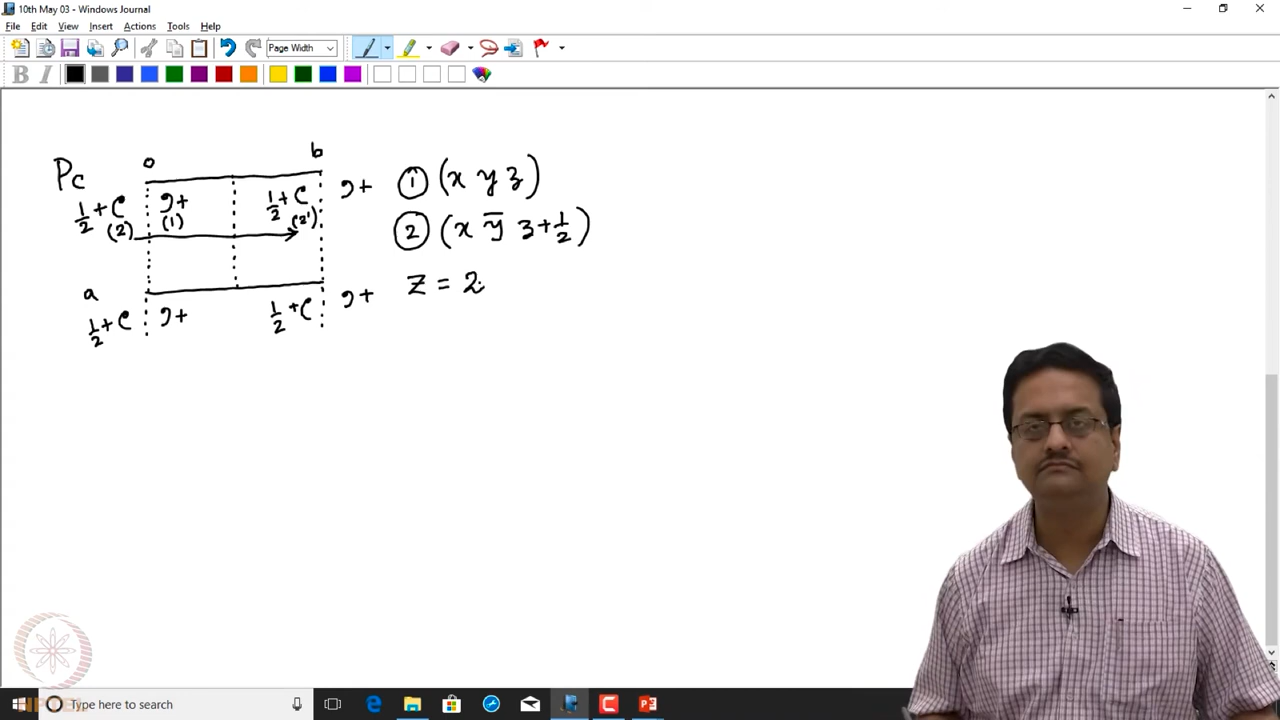 10th May 03 - Windows Journal
File Edit View Insert Actions Tools Help
Page Width
B I
Pc
o
b
1/2 + (2)
+ (1)
1/2 + (2')
+
① (x y z)
② (x y̅ z+1/2)
a
1/2 +
+
1/2 +
+
Z = 2
Type here to search